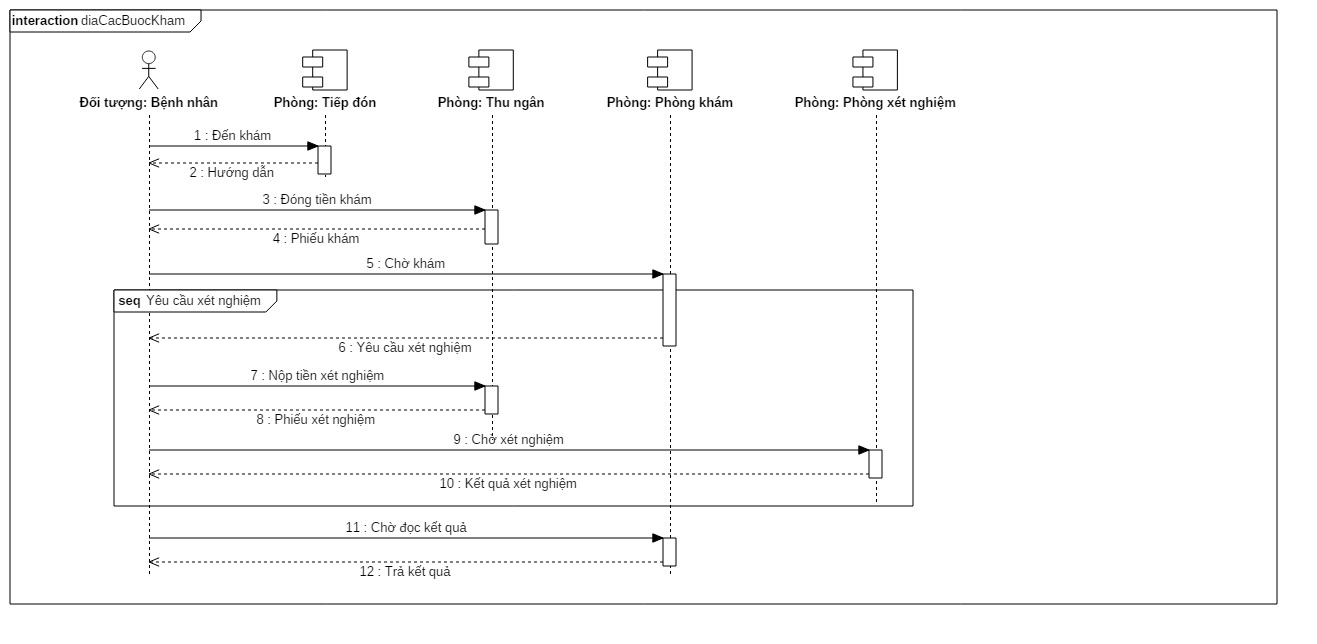 interaction diaCacBuocKham
Đối tượng: Bệnh nhân
Phòng: Tiếp đón
Phòng: Thu ngân
Phòng: Phòng khám
Phòng: Phòng xét nghiệm
1 : Đến khám
2 : Hướng dẫn
3 : Đóng tiền khám
4 : Phiếu khám
5 : Chờ khám
seq Yêu cầu xét nghiệm
6 : Yêu cầu xét nghiệm
7 : Nộp tiền xét nghiệm
8 : Phiếu xét nghiệm
9 : Chờ xét nghiệm
10 : Kết quả xét nghiệm
11 : Chờ đọc kết quả
12 : Trả kết quả